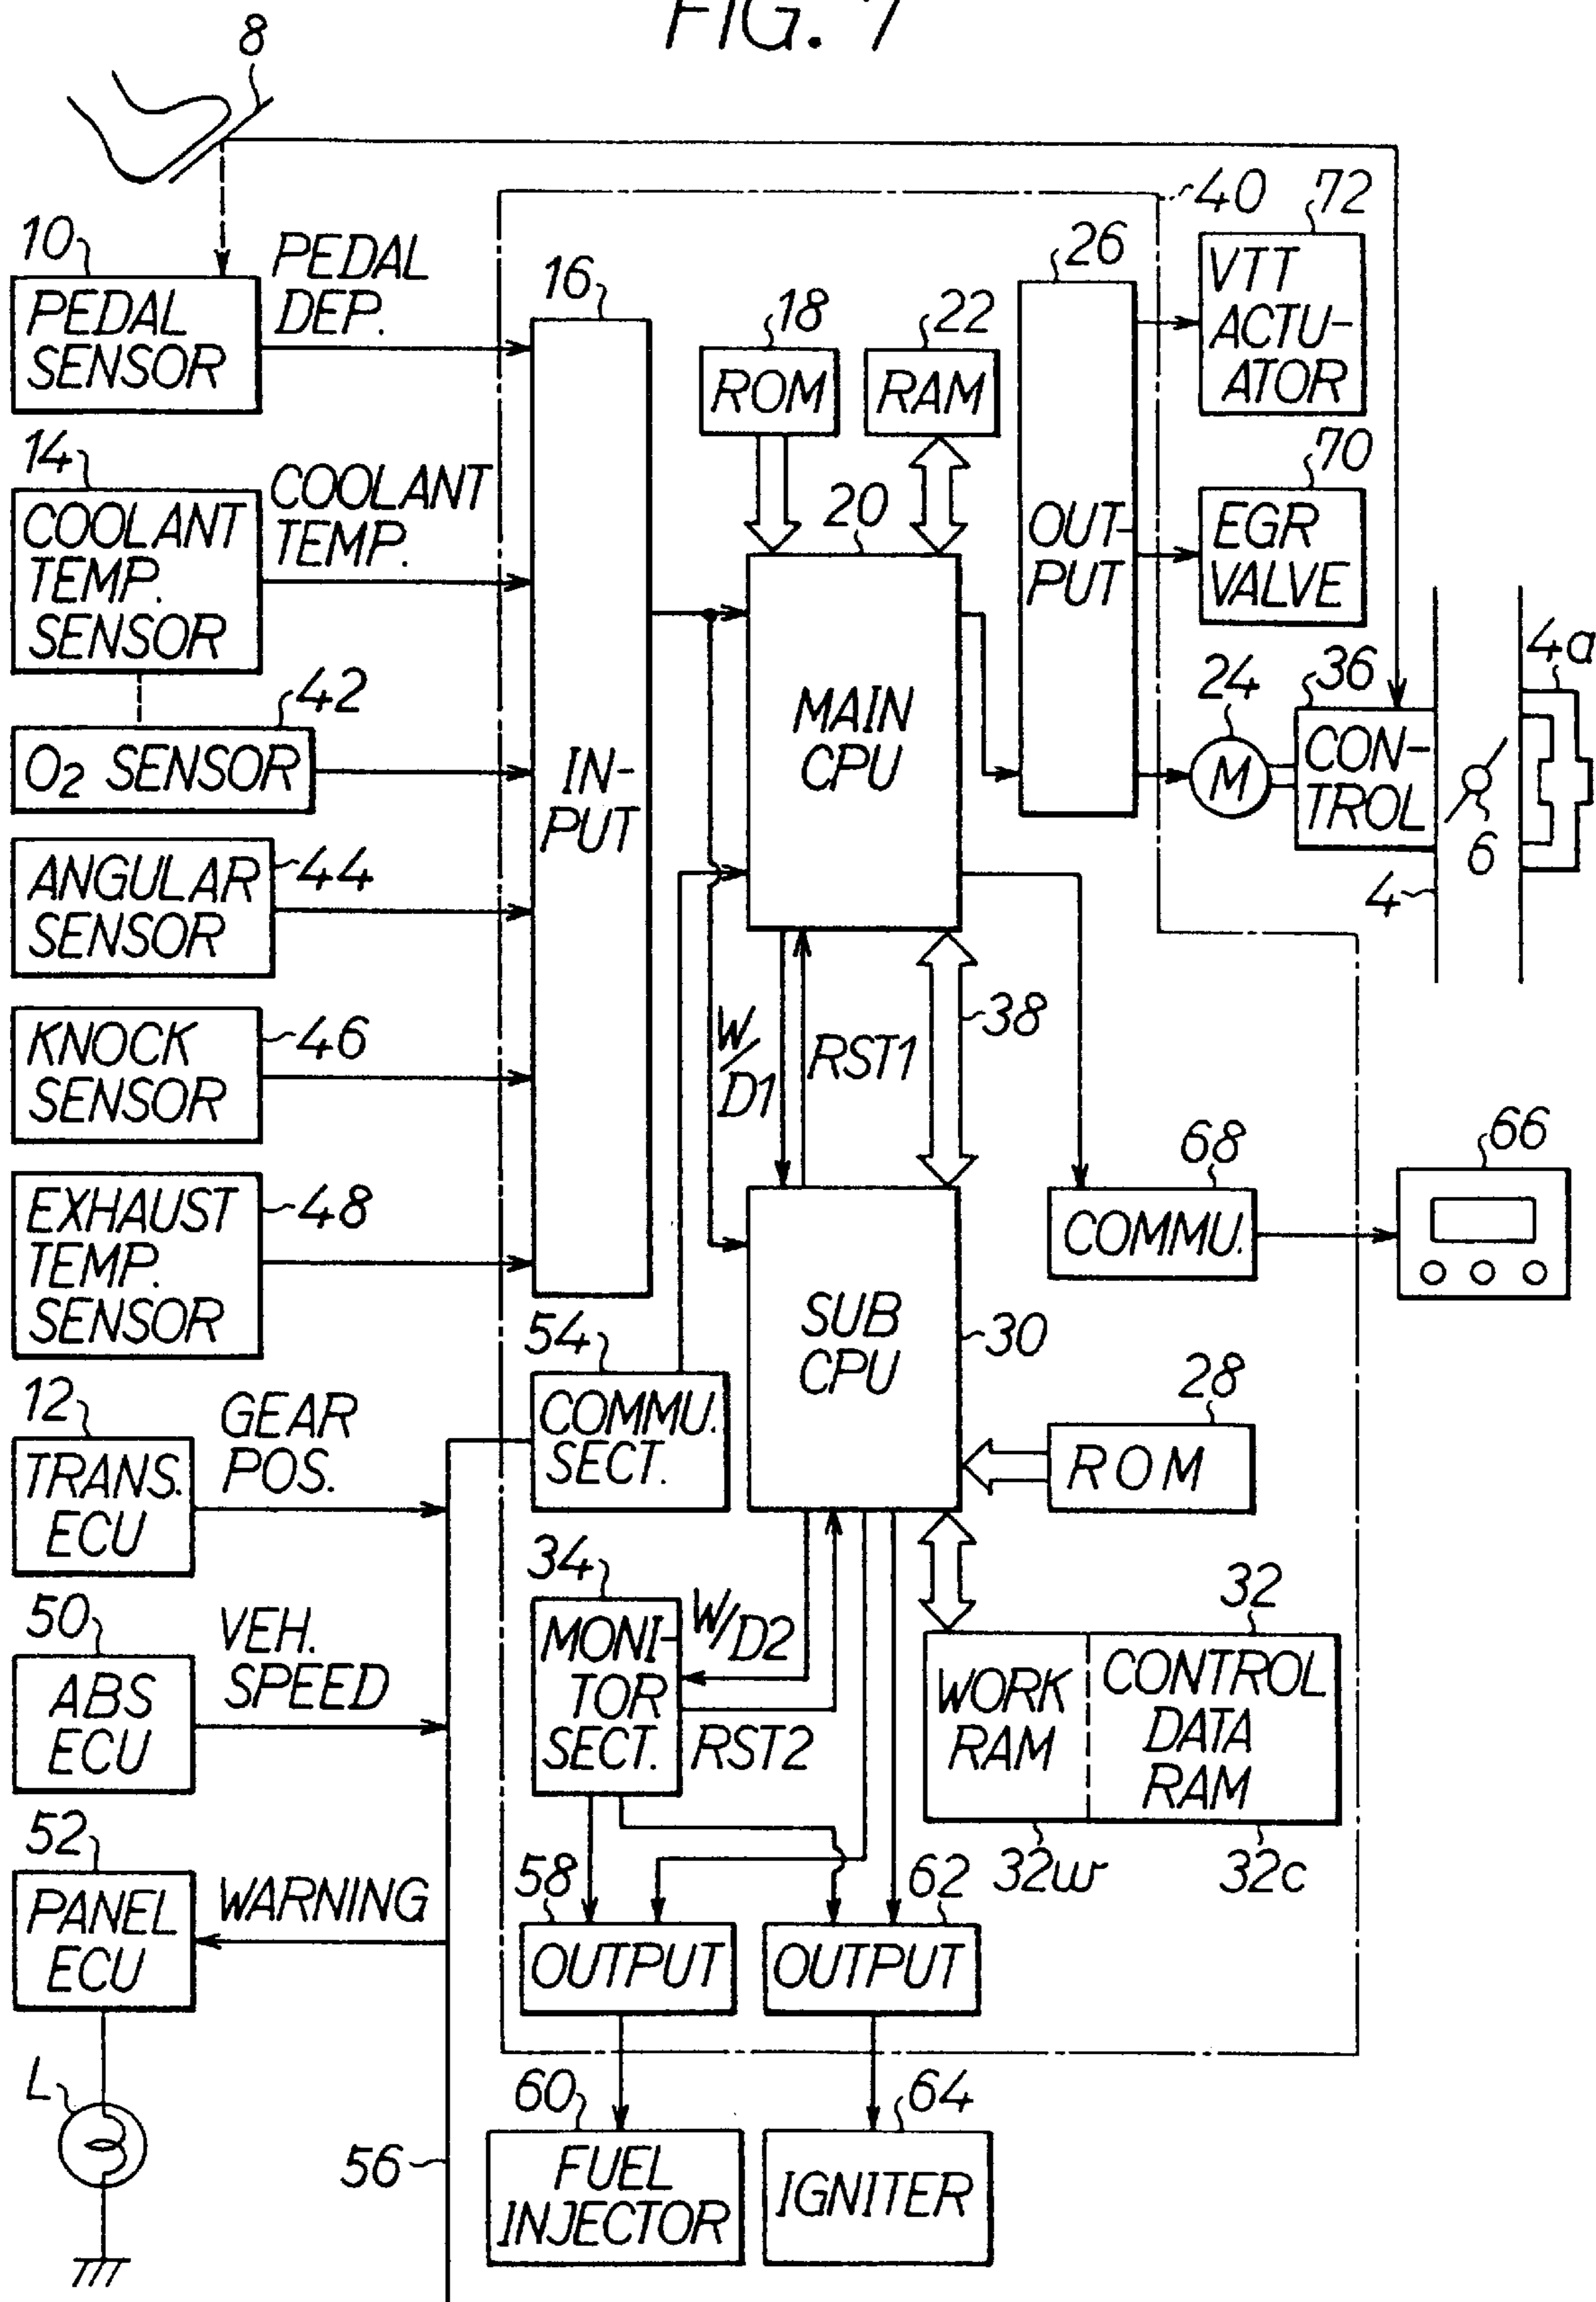 FIG. 7
8
40
72
10
PEDAL
DEP.
26
VTT
ACTU-
ATOR
16
18
22
PEDAL
SENSOR
ROM
RAM
14
COOLANT
TEMP.
70
20
COOLANT
TEMP.
SENSOR
OUT-
PUT
EGR
VALVE
4a
42
24
36
MAIN
CPU
O2 SENSOR
IN-
PUT
M
CON-
TROL
6
ANGULAR
SENSOR
44
4
KNOCK
SENSOR
46
W/D1
RST1
38
68
66
EXHAUST
TEMP.
SENSOR
48
COMMU.
54
SUB
CPU
30
12
GEAR
POS.
COMMU.
SECT.
28
TRANS.
ECU
ROM
34
32
50
VEH.
SPEED
MONI-
TOR
SECT.
W/D2
RST2
ABS
ECU
WORK
RAM
CONTROL
DATA
RAM
52
32w
32c
58
62
PANEL
ECU
WARNING
OUTPUT
OUTPUT
L
60
64
56
FUEL
INJECTOR
IGNITER